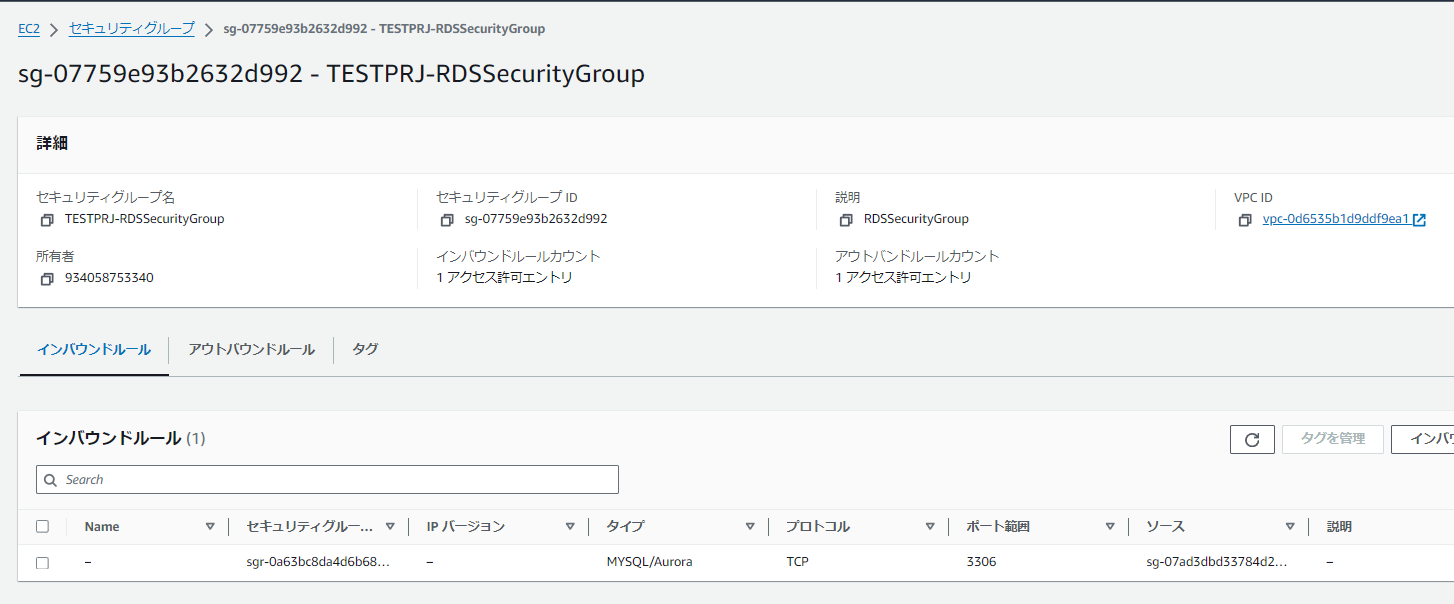 EC2 セキュリティグループ sg-07759e93b2632d992 - TESTPRJ-RDSSecurityGroup
sg-07759e93b2632d992 - TESTPRJ-RDSSecurityGroup
詳細
セキュリティグループ名 セキュリティグループ ID 説明 VPC ID
TESTPRJ-RDSSecurityGroup sg-07759e93b2632d992 RDSSecurityGroup vpc-0d6535b1d9ddf9ea1
所有者 インバウンドルールカウント アウトバンドルールカウント
934058753340 1 アクセス許可エントリ 1 アクセス許可エントリ
インバウンドルール アウトバウンドルール タグ
インバウンドルール (1) タグを管理 インバウ
Search
Name セキュリティグルー... IP バージョン タイプ プロトコル ポート範囲 ソース 説明
– sgr-0a63bc8da4d6b68... – MYSQL/Aurora TCP 3306 sg-07ad3dbd33784d2... –